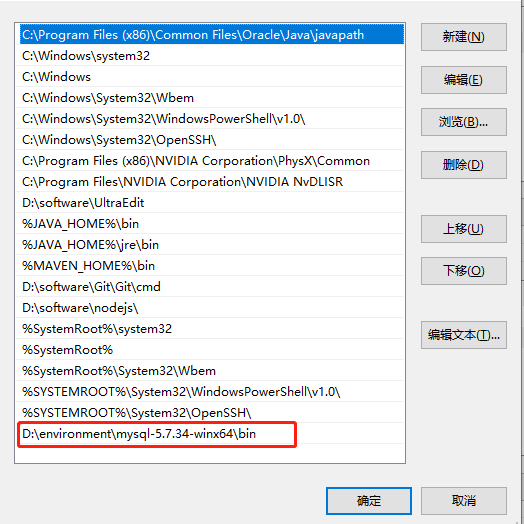 C:\Program Files (x86)\Common Files\Oracle\Java\javapath
C:\Windows\system32
C:\Windows
C:\Windows\System32\Wbem
C:\Windows\System32\WindowsPowerShell\v1.0\
C:\Windows\System32\OpenSSH\
C:\Program Files (x86)\NVIDIA Corporation\PhysX\Common
C:\Program Files\NVIDIA Corporation\NVIDIA NvDLISR
D:\software\UltraEdit
%JAVA_HOME%\bin
%JAVA_HOME%\jre\bin
%MAVEN_HOME%\bin
D:\software\Git\Git\cmd
D:\software\nodejs\
%SystemRoot%\system32
%SystemRoot%
%SystemRoot%\System32\Wbem
%SYSTEMROOT%\System32\WindowsPowerShell\v1.0\
%SYSTEMROOT%\System32\OpenSSH\
D:\environment\mysql-5.7.34-winx64\bin
新建(N)
编辑(E)
浏览(B)...
删除(D)
上移(U)
下移(O)
编辑文本(T)...
确定
取消